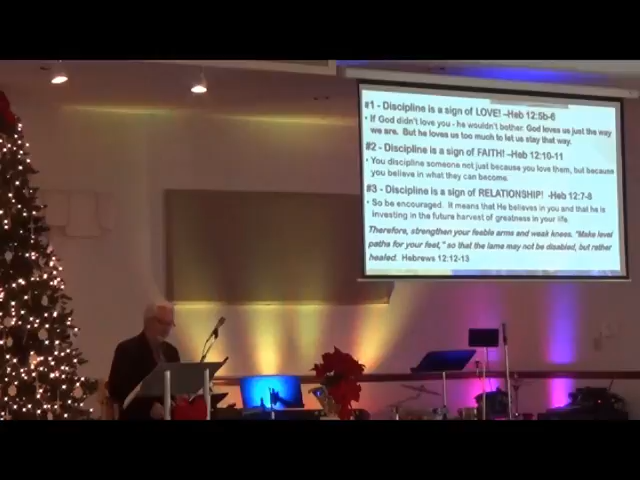 #1 - Discipline is a sign of LOVE! –Heb 12:5b-6
• If God didn't love you - he wouldn't bother. God loves us just the way
we are. But he loves us too much to let us stay that way.
#2 - Discipline is a sign of FAITH! –Heb 12:10-11
• You discipline someone not just because you love them, but because
you believe in what they can become.
#3 - Discipline is a sign of RELATIONSHIP! -Heb 12:7-8
• So be encouraged. It means that He believes in you and that he is
investing in the future harvest of greatness in your life.
Therefore, strengthen your feeble arms and weak knees. "Make level
paths for your feet," so that the lame may not be disabled, but rather
healed. Hebrews 12:12-13